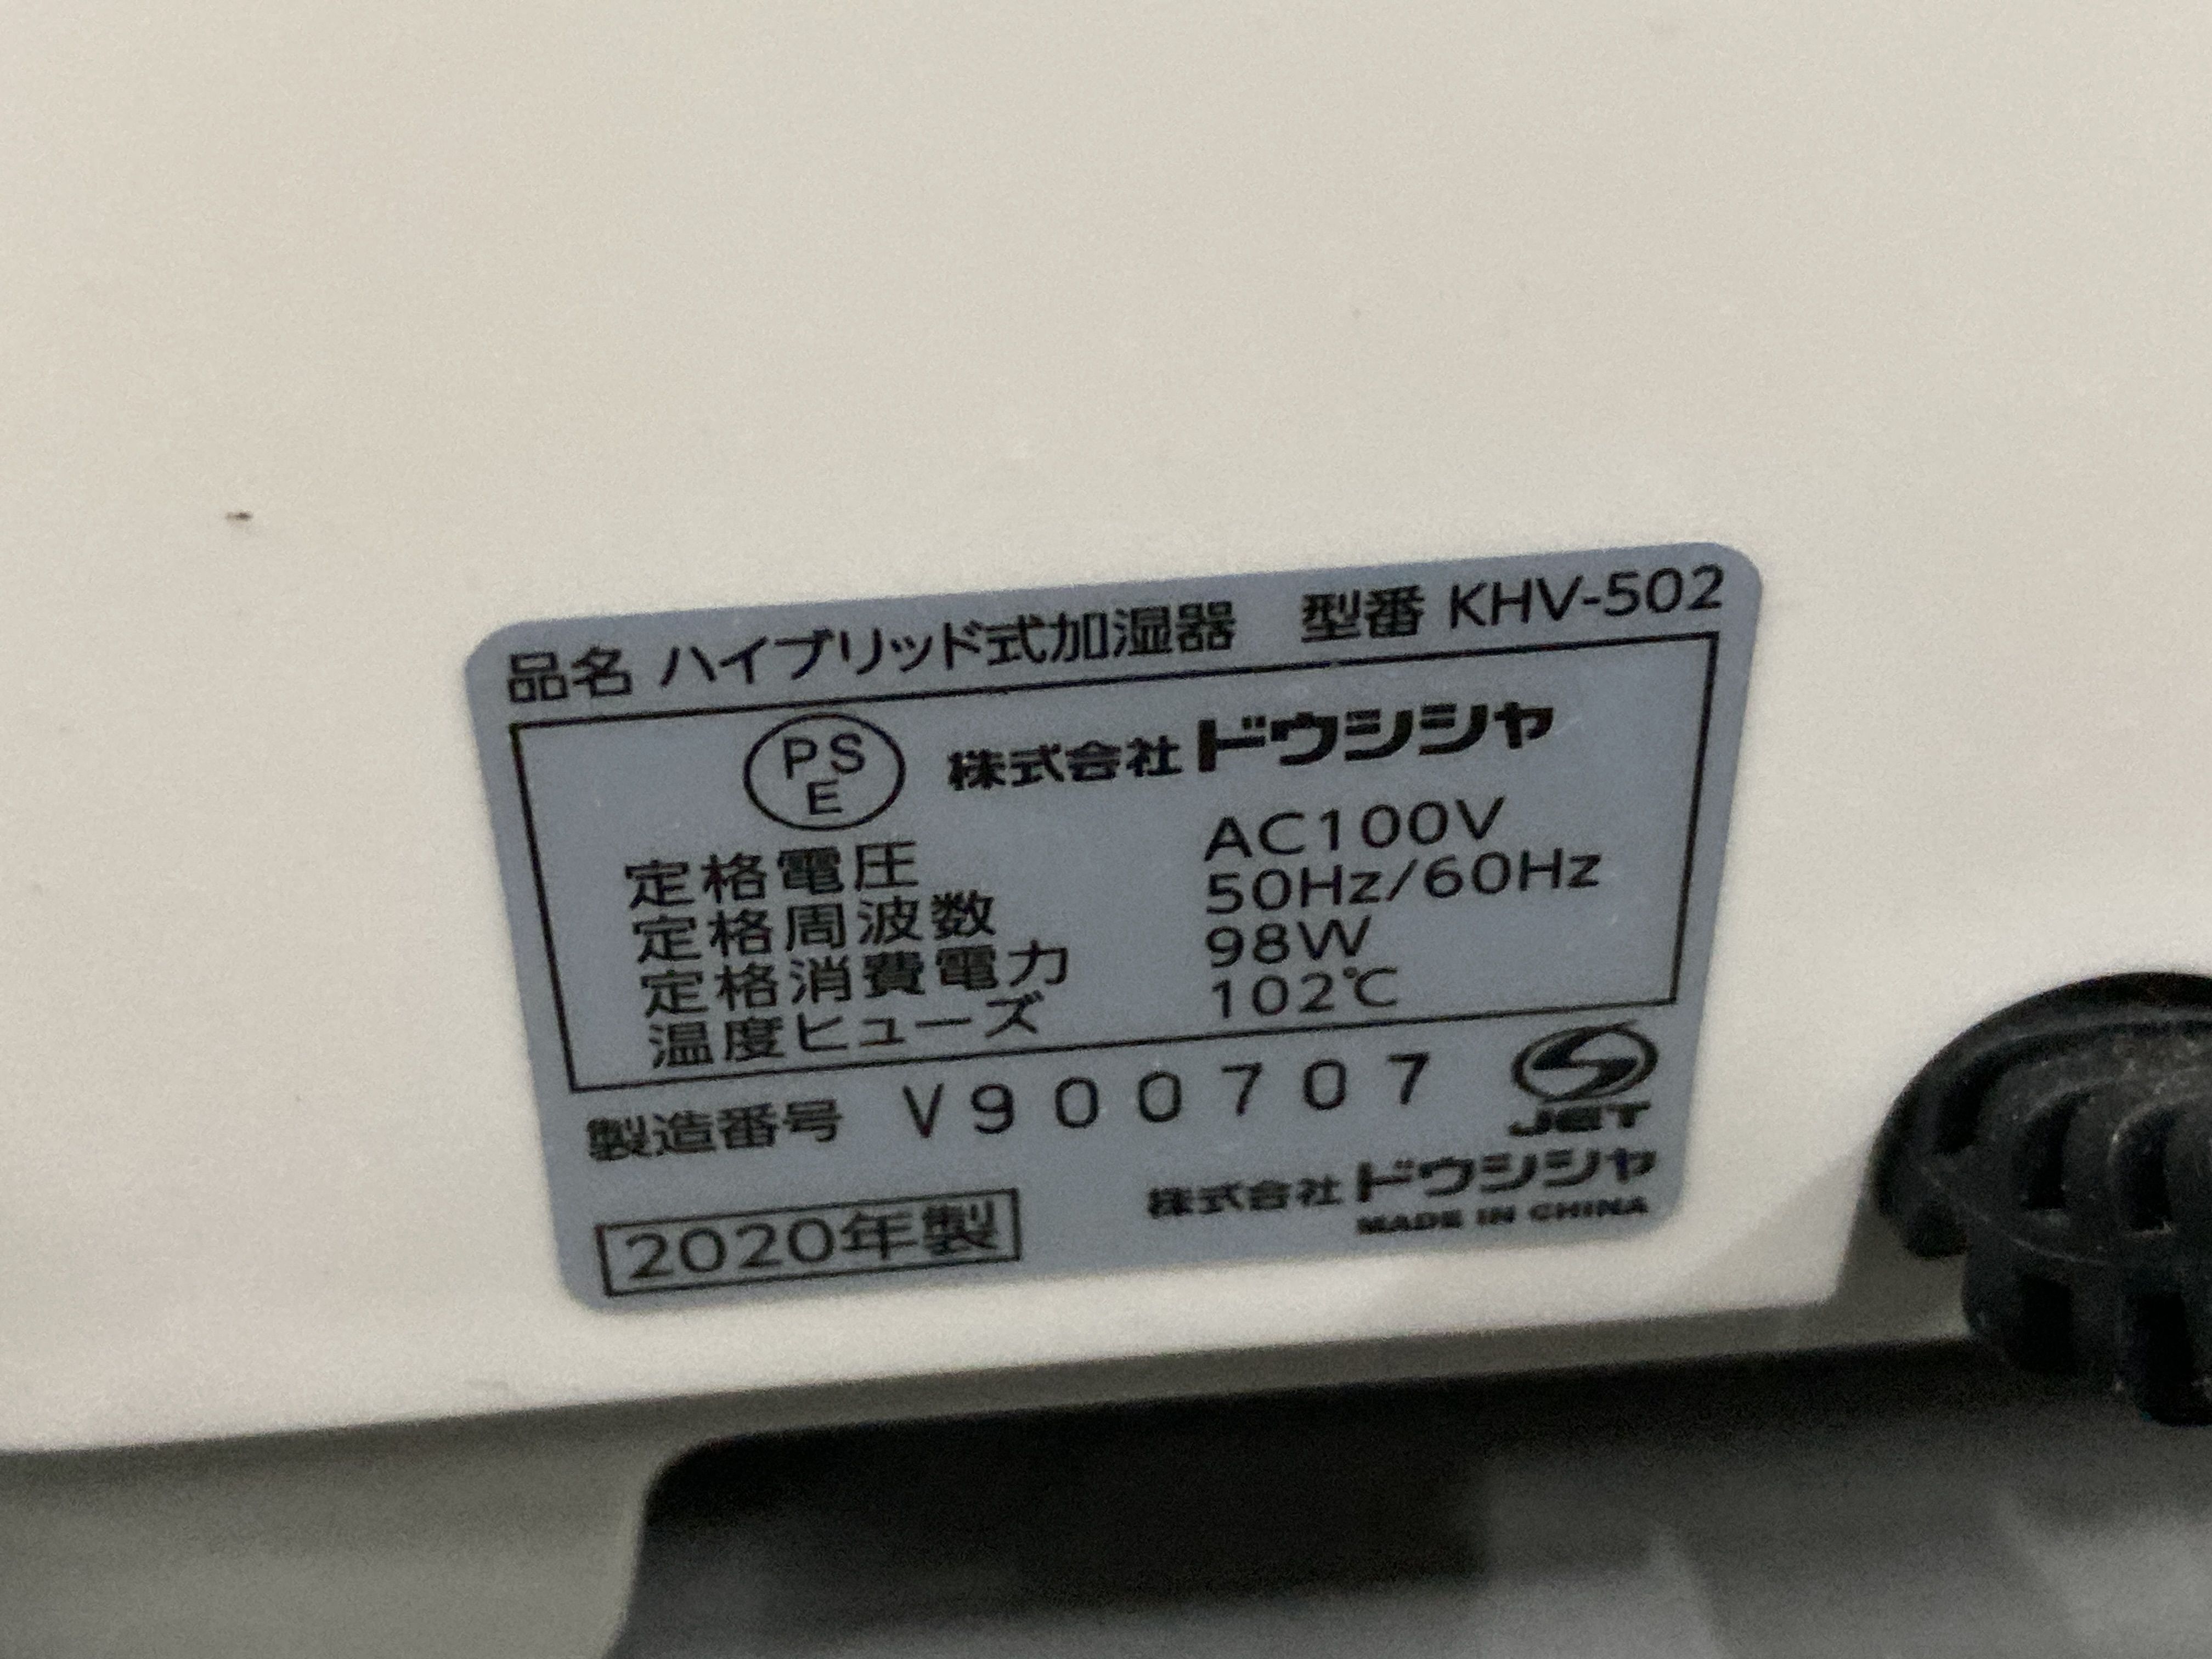 品名 ハイブリッド式加湿器 型番 KHV-502
PSE 株式会社ドウシシャ
定格電圧 AC100V
定格周波数 50Hz/60Hz
定格消費電力 98W
温度ヒューズ 102℃
製造番号 V900707
JET
2020年製 株式会社ドウシシャ
MADE IN CHINA